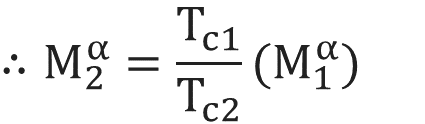 ∴ M₂^α = T_c1 / T_c2 (M₁^α)